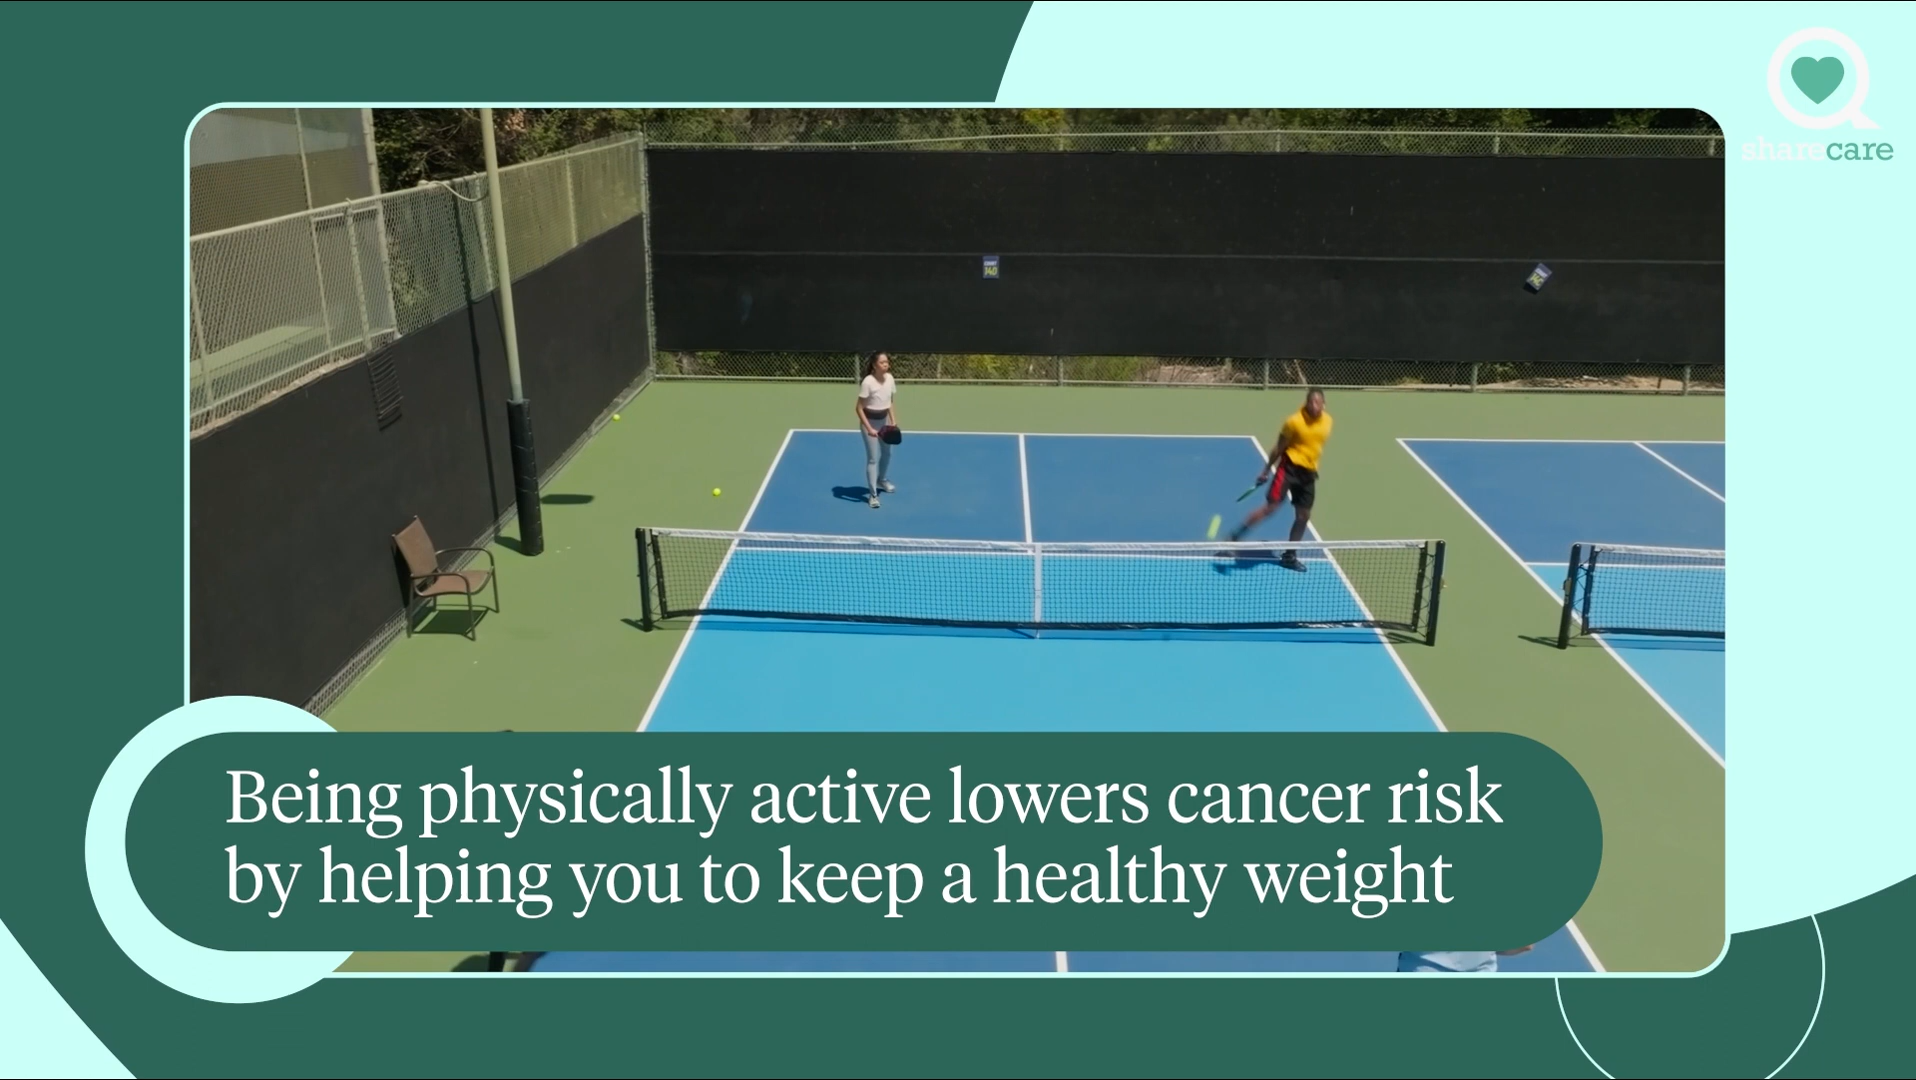 sharecare
Being physically active lowers cancer risk
by helping you to keep a healthy weight